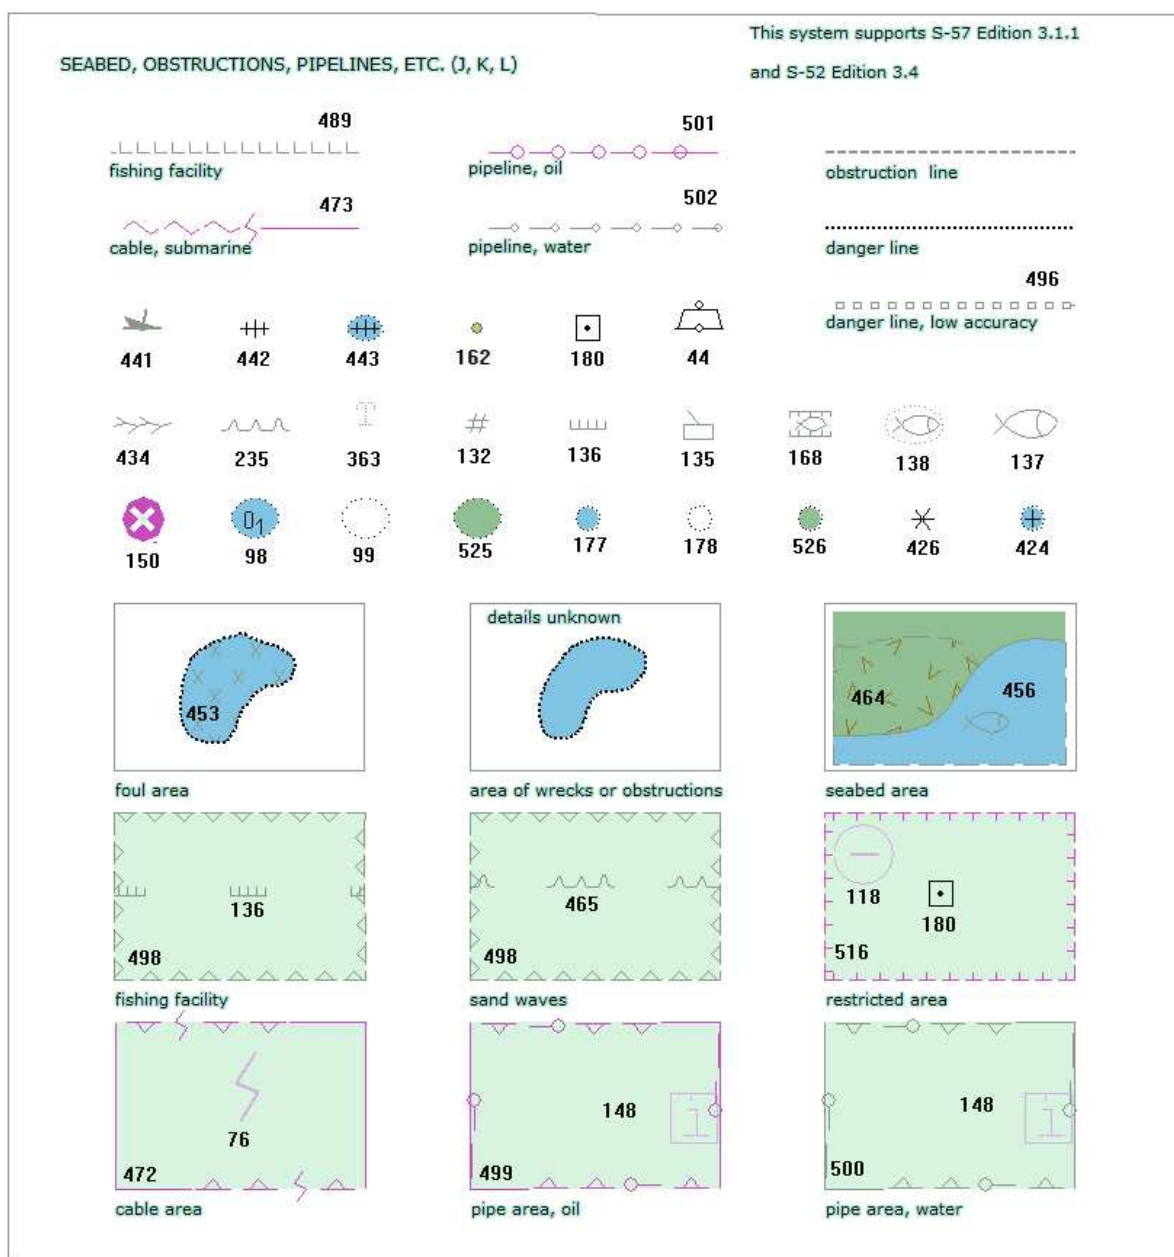 This system supports S-57 Edition 3.1.1
SEABED, OBSTRUCTIONS, PIPELINES, ETC. (J, K, L)
and S-52 Edition 3.4
489
501
fishing facility
pipeline, oil
obstruction line
473
502
cable, submarine
pipeline, water
danger line
496
danger line, low accuracy
441 442 443 162 180 44
T
434 235 363 132 136 135 168 138 137
01
150 98 99 525 177 178 526 426 424
details unknown
453
464 456
foul area
area of wrecks or obstructions
seabed area
136
465
118
180
498
498
516
fishing facility
sand waves
restricted area
76
148
i
148
i
472
499
500
cable area
pipe area, oil
pipe area, water